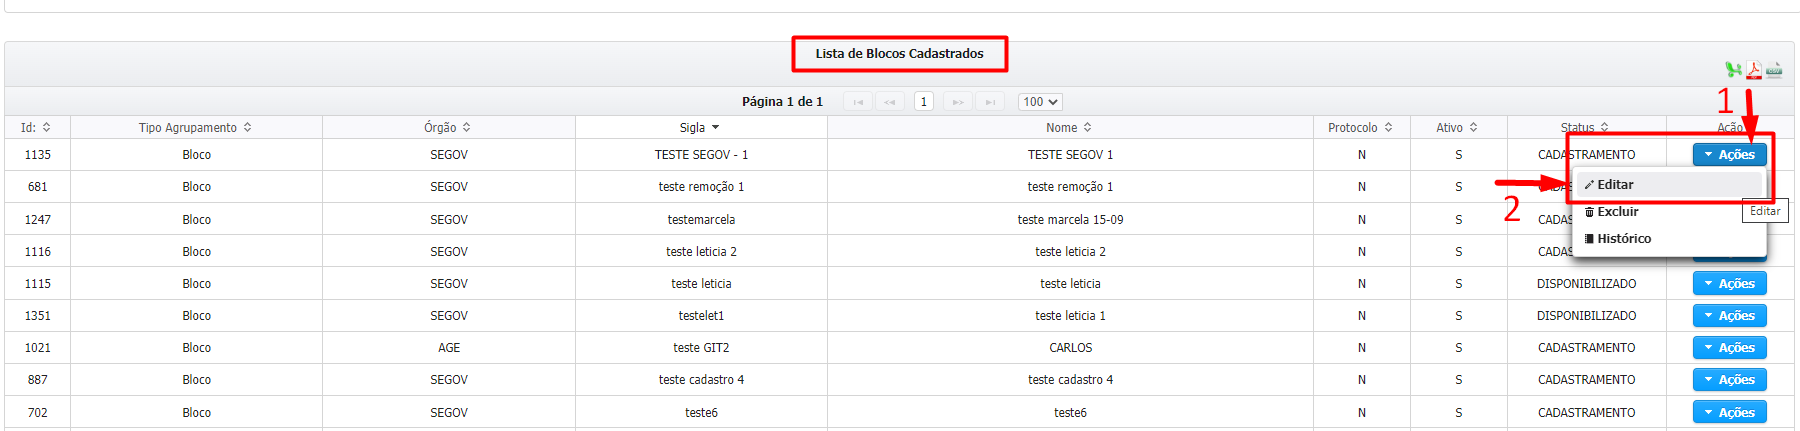 Lista de Blocos Cadastrados
Página 1 de 1 1 100
1
Id: Tipo Agrupamento Órgão Sigla Nome Protocolo Ativo Status Ação
1135 Bloco SEGOV TESTE SEGOV - 1 TESTE SEGOV 1 N S CADASTRAMENTO Ações
681 Bloco SEGOV teste remoção 1 teste remoção 1 N S CADA
Editar
2
1247 Bloco SEGOV testemarcela teste marcela 15-09 N S CADAS
Excluir
Editar
Histórico
1116 Bloco SEGOV teste leticia 2 teste leticia 2 N S CADAS
1115 Bloco SEGOV teste leticia teste leticia N S DISPONIBILIZADO Ações
1351 Bloco SEGOV testelet1 teste leticia 1 N S DISPONIBILIZADO Ações
1021 Bloco AGE teste GIT2 CARLOS N S CADASTRAMENTO Ações
887 Bloco SEGOV teste cadastro 4 teste cadastro 4 N S CADASTRAMENTO Ações
702 Bloco SEGOV teste6 teste6 N S CADASTRAMENTO Ações